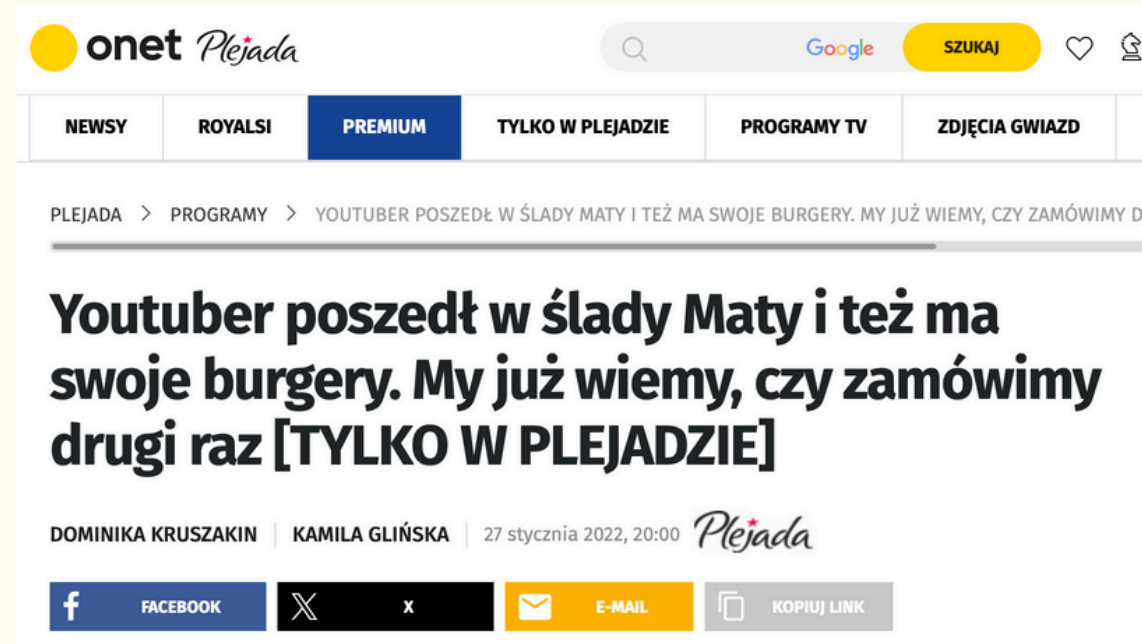 onet Plejada
Google
SZUKAJ
NEWSY
ROYALSI
PREMIUM
TYLKO W PLEJADZIE
PROGRAMY TV
ZDJĘCIA GWIAZD
PLEJADA > PROGRAMY > YOUTUBER POSZEDŁ W ŚLADY MATY I TEŻ MA SWOJE BURGERY. MY JUŻ WIEMY, CZY ZAMÓWIMY D
Youtuber poszedł w ślady Maty i też ma
swoje burgery. My już wiemy, czy zamówimy
drugi raz [TYLKO W PLEJADZIE]
DOMINIKA KRUSZAKIN | KAMILA GLIŃSKA | 27 stycznia 2022, 20:00 Plejada
f FACEBOOK
X X
E-MAIL
KOPIUJ LINK